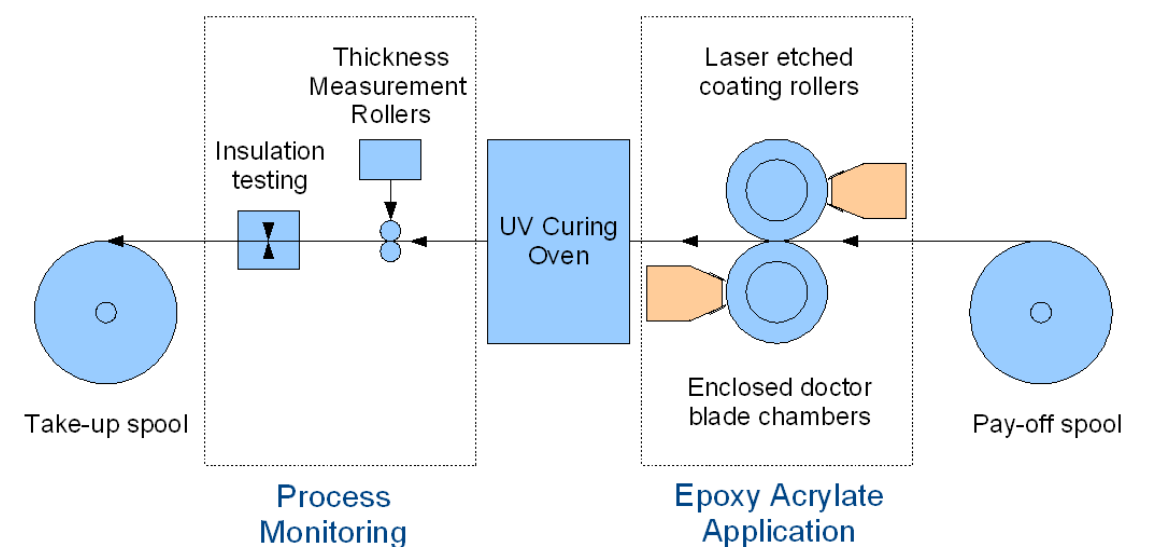 Thickness
Measurement
Rollers
Laser etched
coating rollers
Insulation
testing
UV Curing
Oven
Enclosed doctor
blade chambers
Take-up spool
Pay-off spool
Process
Monitoring
Epoxy Acrylate
Application